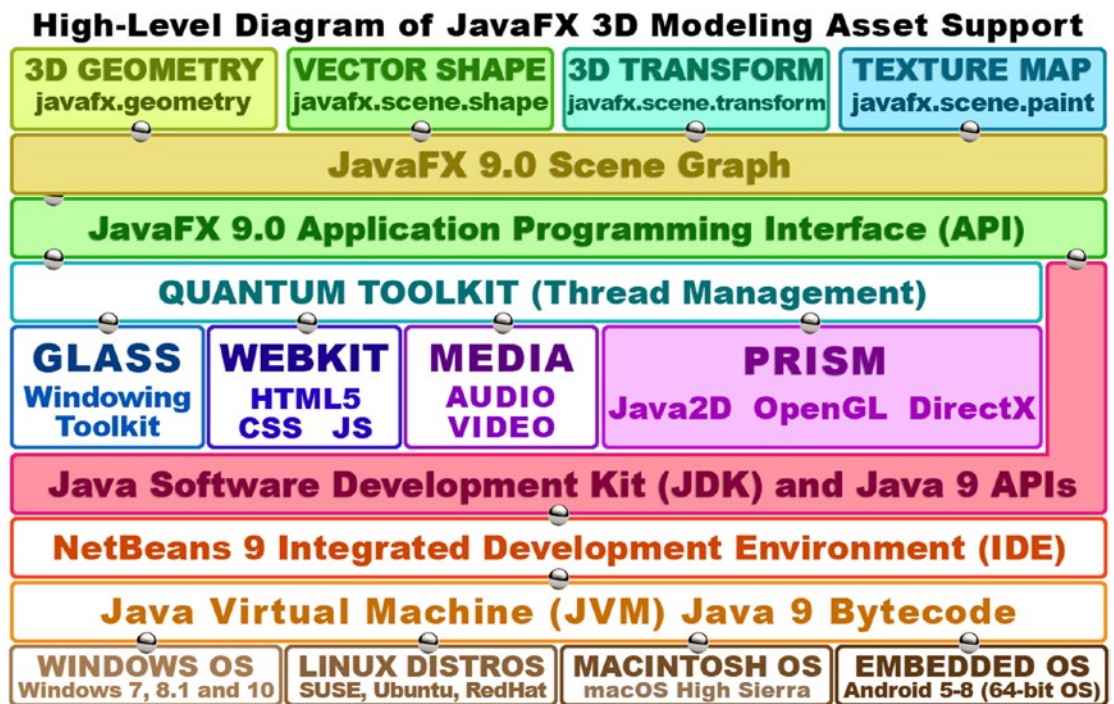 High-Level Diagram of JavaFX 3D Modeling Asset Support
3D GEOMETRY
javafx.geometry
VECTOR SHAPE
javafx.scene.shape
3D TRANSFORM
javafx.scene.transform
TEXTURE MAP
javafx.scene.paint
JavaFX 9.0 Scene Graph
JavaFX 9.0 Application Programming Interface (API)
QUANTUM TOOLKIT (Thread Management)
GLASS
Windowing
Toolkit
WEBKIT
HTML5
CSS JS
MEDIA
AUDIO
VIDEO
PRISM
Java2D OpenGL DirectX
Java Software Development Kit (JDK) and Java 9 APIs
NetBeans 9 Integrated Development Environment (IDE)
Java Virtual Machine (JVM) Java 9 Bytecode
WINDOWS OS
Windows 7, 8.1 and 10
LINUX DISTROS
SUSE, Ubuntu, RedHat
MACINTOSH OS
macOS High Sierra
EMBEDDED OS
Android 5-8 (64-bit OS)